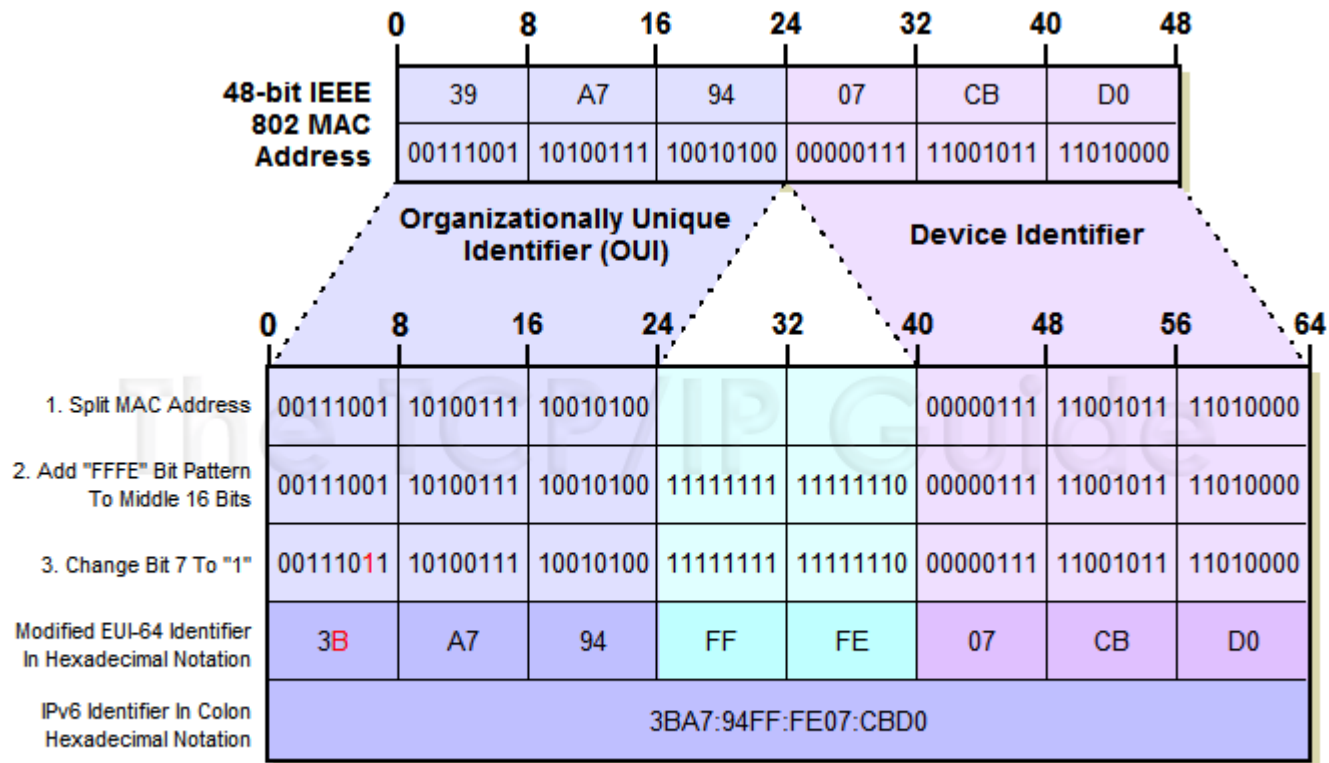 0 8 16 24 32 40 48
48-bit IEEE 802 MAC Address
39 A7 94 07 CB D0
00111001 10100111 10010100 00000111 11001011 11010000
Organizationally Unique Identifier (OUI)
Device Identifier
0 8 16 24 32 40 48 56 64
The TCP/IP Guide
1. Split MAC Address
00111001 10100111 10010100 00000111 11001011 11010000
2. Add "FFFE" Bit Pattern
To Middle 16 Bits
00111001 10100111 10010100 11111111 11111110 00000111 11001011 11010000
3. Change Bit 7 To "1"
00111011 10100111 10010100 11111111 11111110 00000111 11001011 11010000
Modified EUI-64 Identifier
In Hexadecimal Notation
3B A7 94 FF FE 07 CB D0
IPv6 Identifier In Colon
Hexadecimal Notation
3BA7:94FF:FE07:CBD0